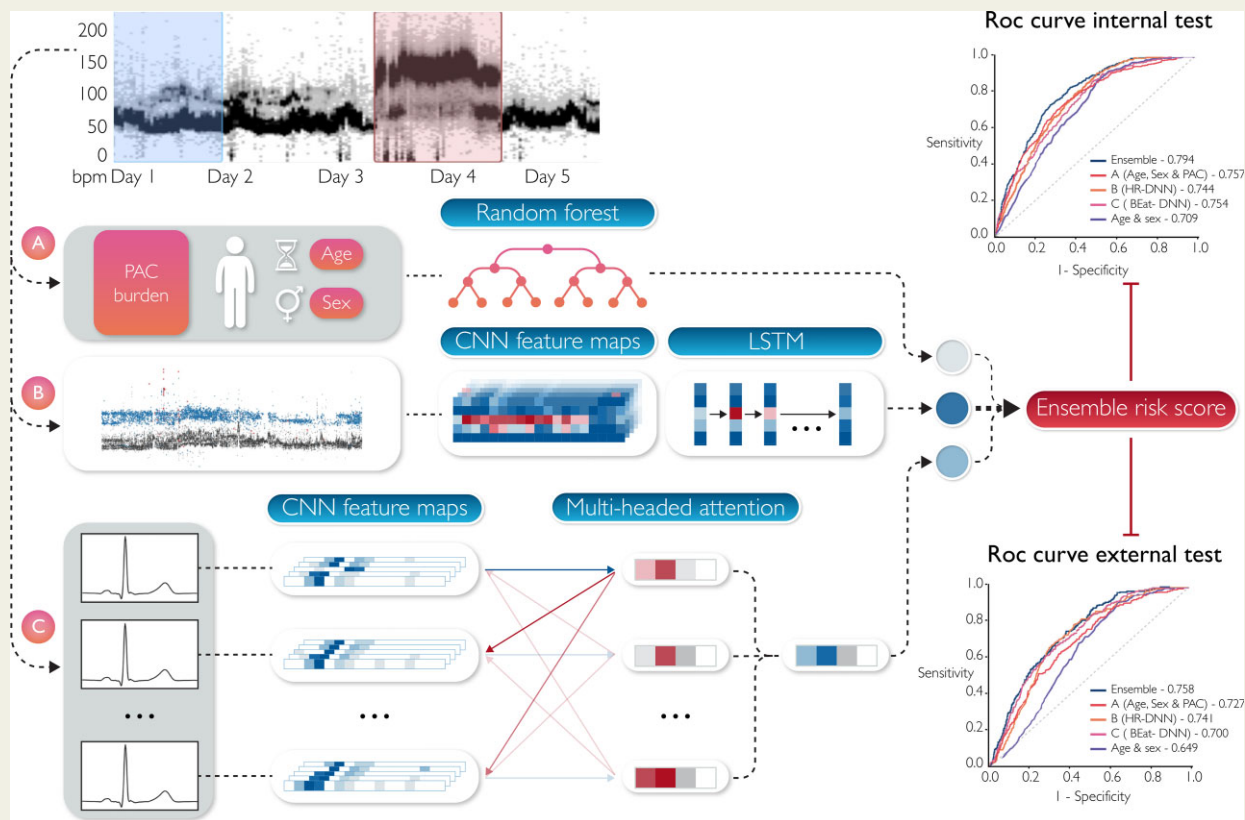 200
150
100
50
0
bpm Day 1 Day 2 Day 3 Day 4 Day 5
Roc curve internal test
1.0
0.8
0.6
Sensitivity
0.4
0.2
0.0
Ensemble - 0.794
A (Age, Sex & PAC) - 0.757
B (HR-DNN) - 0.744
C ( BEat- DNN) - 0.754
Age & sex - 0.709
0.0 0.2 0.4 0.6 0.8 1.0
1 - Specificity
A
PAC
burden
Age
Sex
Random forest
B
CNN feature maps
LSTM
•••
Ensemble risk score
C
•••
CNN feature maps
•••
Multi-headed attention
•••
Roc curve external test
1.0
0.8
0.6
Sensitivity
0.4
0.2
0.0
Ensemble - 0.758
A (Age, Sex & PAC) - 0.727
B (HR-DNN) - 0.741
C ( BEat- DNN) - 0.700
Age & sex - 0.649
0.0 0.2 0.4 0.6 0.8 1.0
1 - Specificity